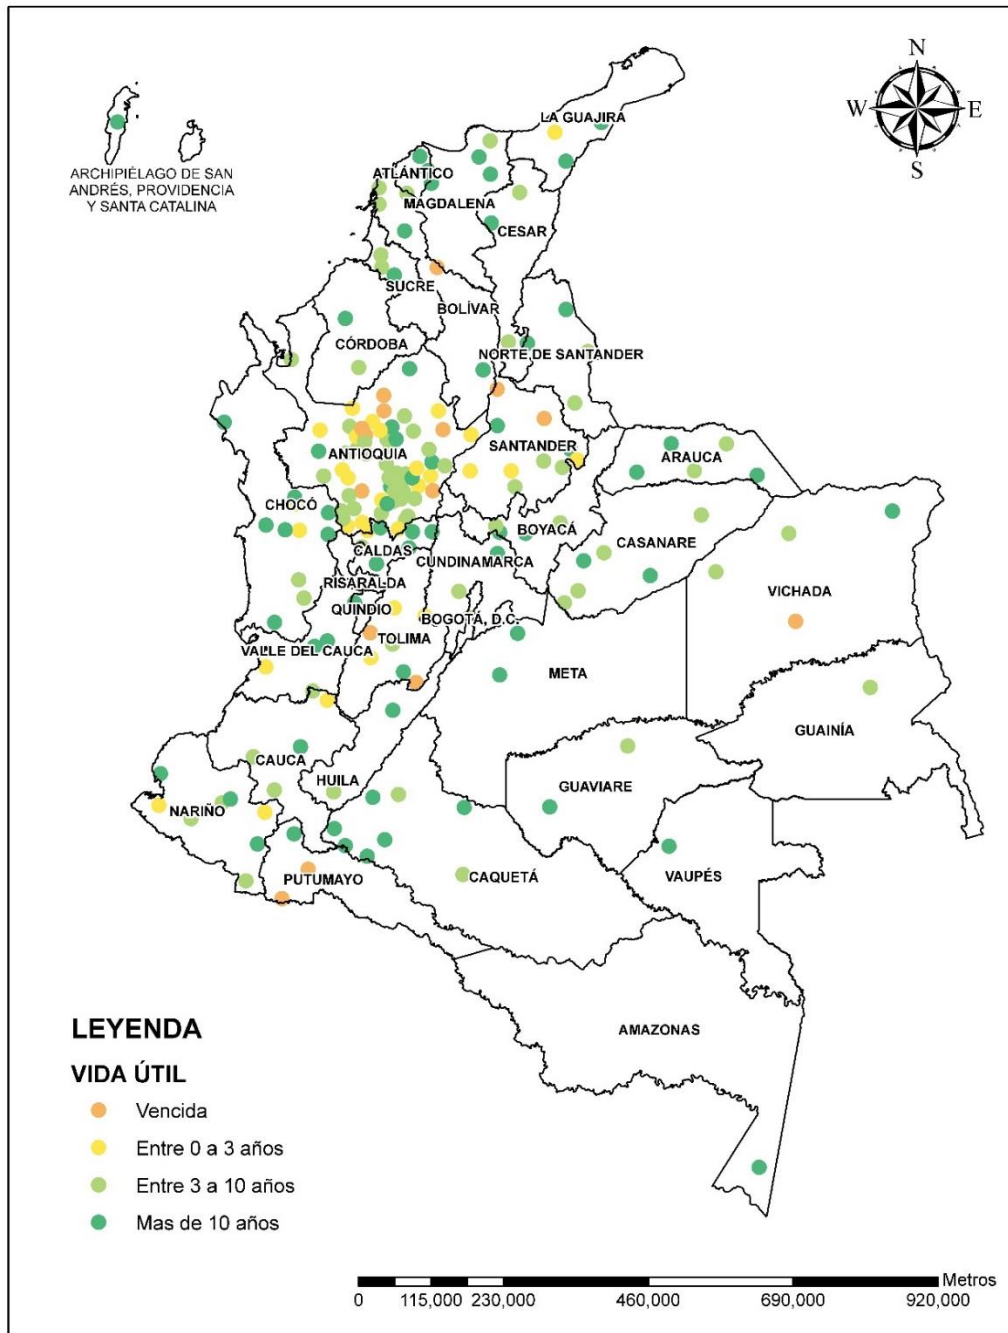 N
W
E
S
LA GUAJIRA
ARCHIPIÉLAGO DE SAN
ANDRÉS, PROVIDENCIA
Y SANTA CATALINA
ATLÁNTICO
MAGDALENA
CESAR
SUCRE
BOLÍVAR
CÓRDOBA
NORTE DE SANTANDER
ANTIOQUIA
SANTANDER
ARAUCA
CHOCÓ
BOYACÁ
CASANARE
CALDAS
CUNDINAMARCA
RISARALDA
VICHADA
QUINDIO
BOGOTÁ, D.C.
TOLIMA
VALLE DEL CAUCA
META
GUAINÍA
CAUCA
HUILA
GUAVIARE
NARIÑO
PUTUMAYO
CAQUETÁ
VAUPÉS
AMAZONAS
LEYENDA
VIDA ÚTIL
Vencida
Entre 0 a 3 años
Entre 3 a 10 años
Mas de 10 años
Metros
0 115,000 230,000 460,000 690,000 920,000